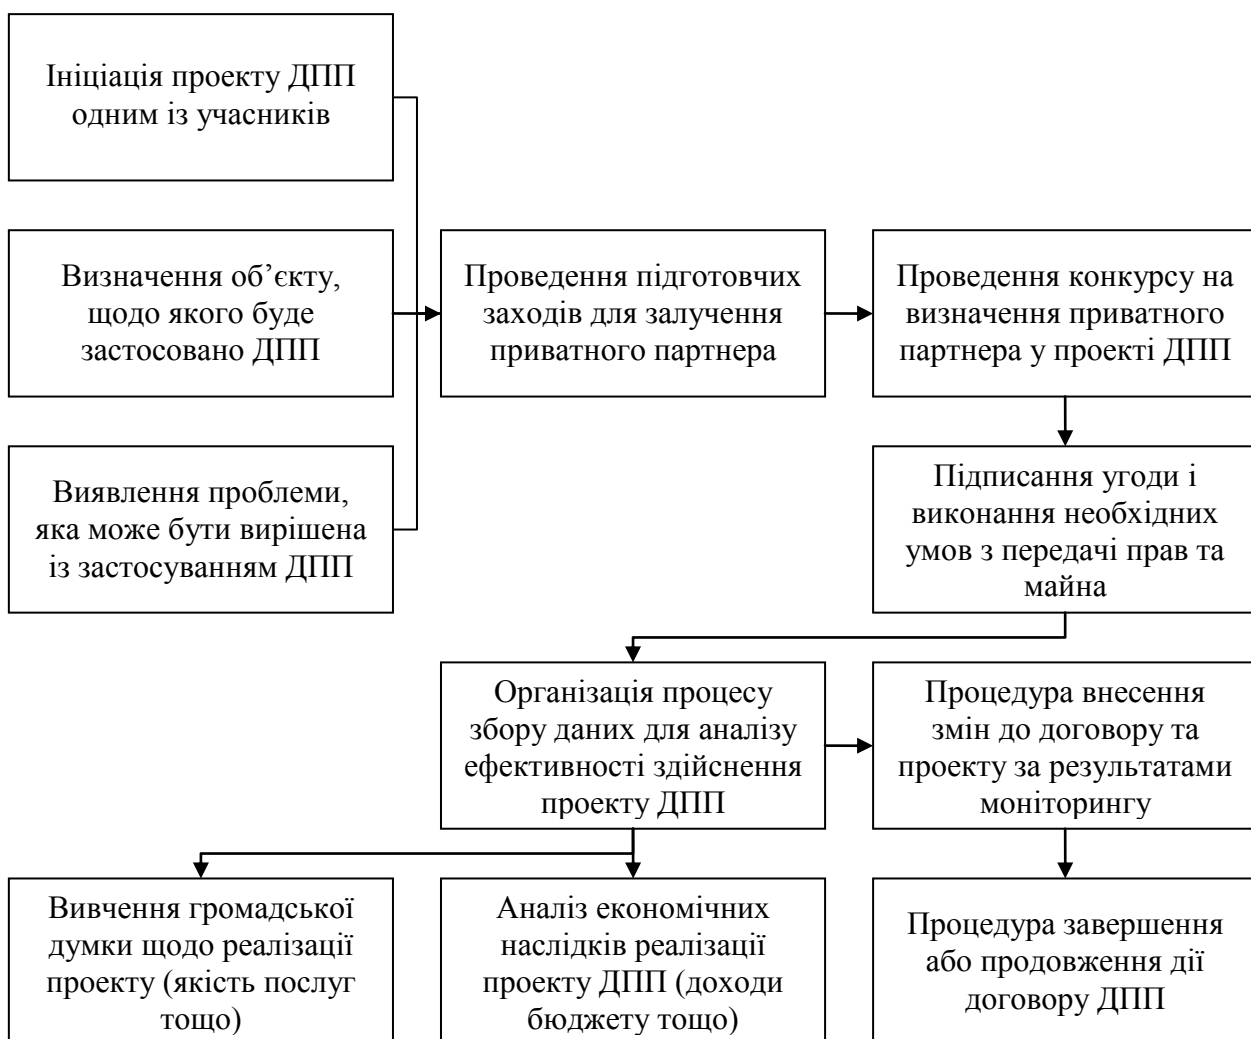 Ініціація проекту ДПП
одним із учасників
Визначення об’єкту,
щодо якого буде
застосовано ДПП
Проведення підготовчих
заходів для залучення
приватного партнера
Проведення конкурсу на
визначення приватного
партнера у проекті ДПП
Виявлення проблеми,
яка може бути вирішена
із застосуванням ДПП
Підписання угоди і
виконання необхідних
умов з передачі прав та
майна
Організація процесу
збору даних для аналізу
ефективності здійснення
проекту ДПП
Процедура внесення
змін до договору та
проекту за результатами
моніторингу
Вивчення громадської
думки щодо реалізації
проекту (якість послуг
тощо)
Аналіз економічних
наслідків реалізації
проекту ДПП (доходи
бюджету тощо)
Процедура завершення
або продовження дії
договору ДПП